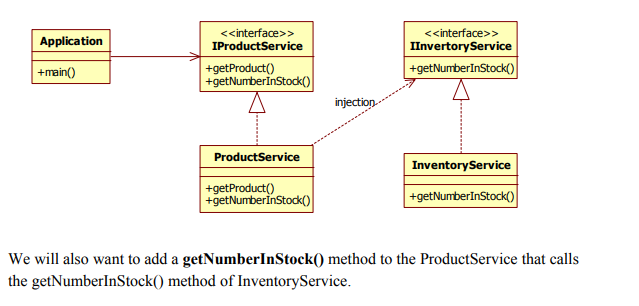 Application
+main()
<<interface>>
IProductService
+getProduct()
+getNumberInStock()
<<interface>>
IInventoryService
+getNumberInStock()
injection
ProductService
+getProduct()
+getNumberInStock()
InventoryService
+getNumberInStock()
We will also want to add a getNumberInStock() method to the ProductService that calls
the getNumberInStock() method of InventoryService.